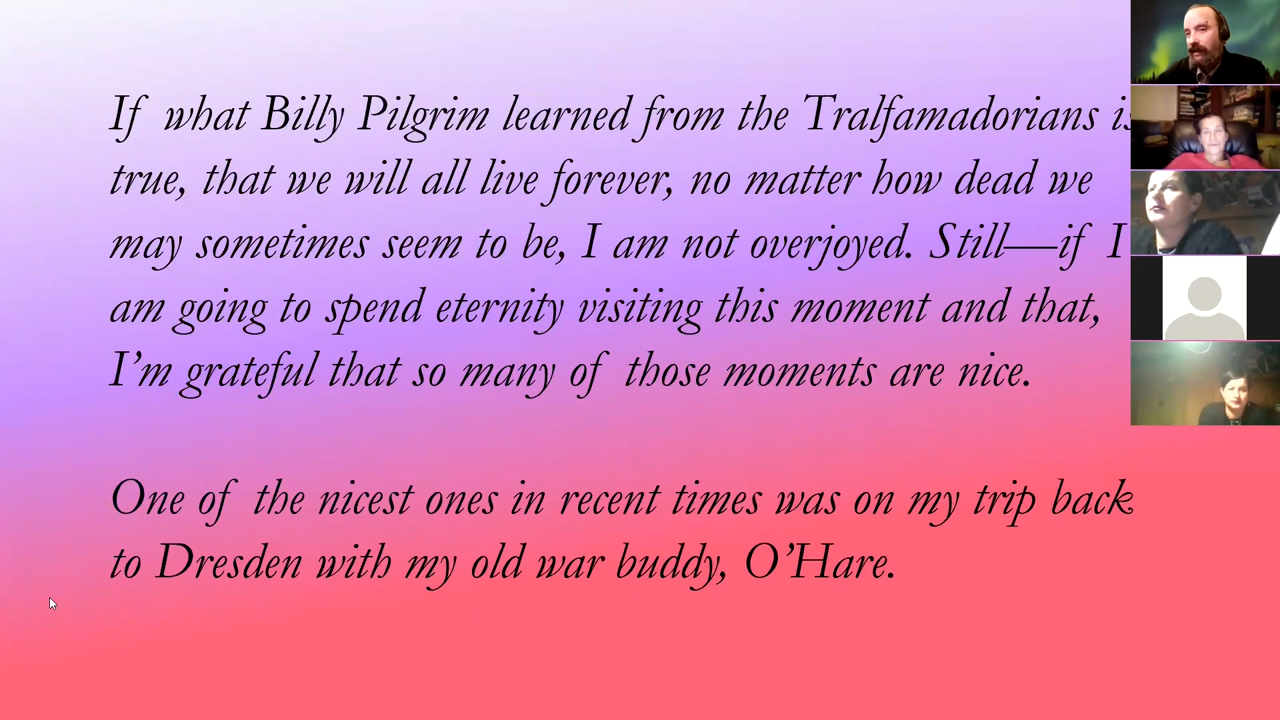 If what Billy Pilgrim learned from the Tralfamadorians is
true, that we will all live forever, no matter how dead we
may sometimes seem to be, I am not overjoyed. Still—if I
am going to spend eternity visiting this moment and that,
I’m grateful that so many of those moments are nice.
One of the nicest ones in recent times was on my trip back
to Dresden with my old war buddy, O’Hare.